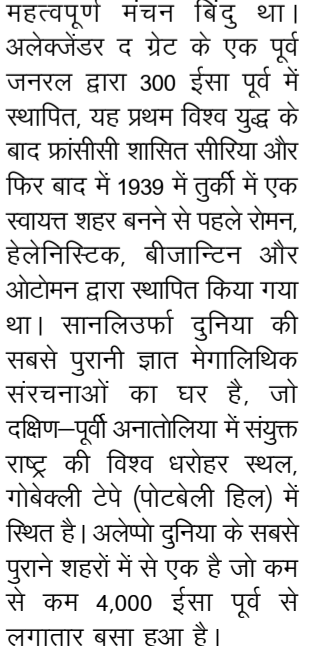 महत्वपूर्ण मंचन बिंदु था।
अलेक्जेंडर द ग्रेट के एक पूर्व
जनरल द्वारा 300 ईसा पूर्व में
स्थापित, यह प्रथम विश्व युद्ध के
बाद फ्रांसीसी शासित सीरिया और
फिर बाद में 1939 में तुर्की में एक
स्वायत्त शहर बनने से पहले रोमन,
हेलेनिस्टिक, बीजान्टिन और
ओटोमन द्वारा स्थापित किया गया
था। सानलिउर्फा दुनिया की
सबसे पुरानी ज्ञात मेगालिथिक
संरचनाओं का घर है, जो
दक्षिण–पूर्वी अनातोलिया में संयुक्त
राष्ट्र की विश्व धरोहर स्थल,
गोबेक्ली टेपे (पोटबेली हिल) में
स्थित है। अलेप्पो दुनिया के सबसे
पुराने शहरों में से एक है जो कम
से कम 4,000 ईसा पूर्व से
लगातार बसा हुआ है।